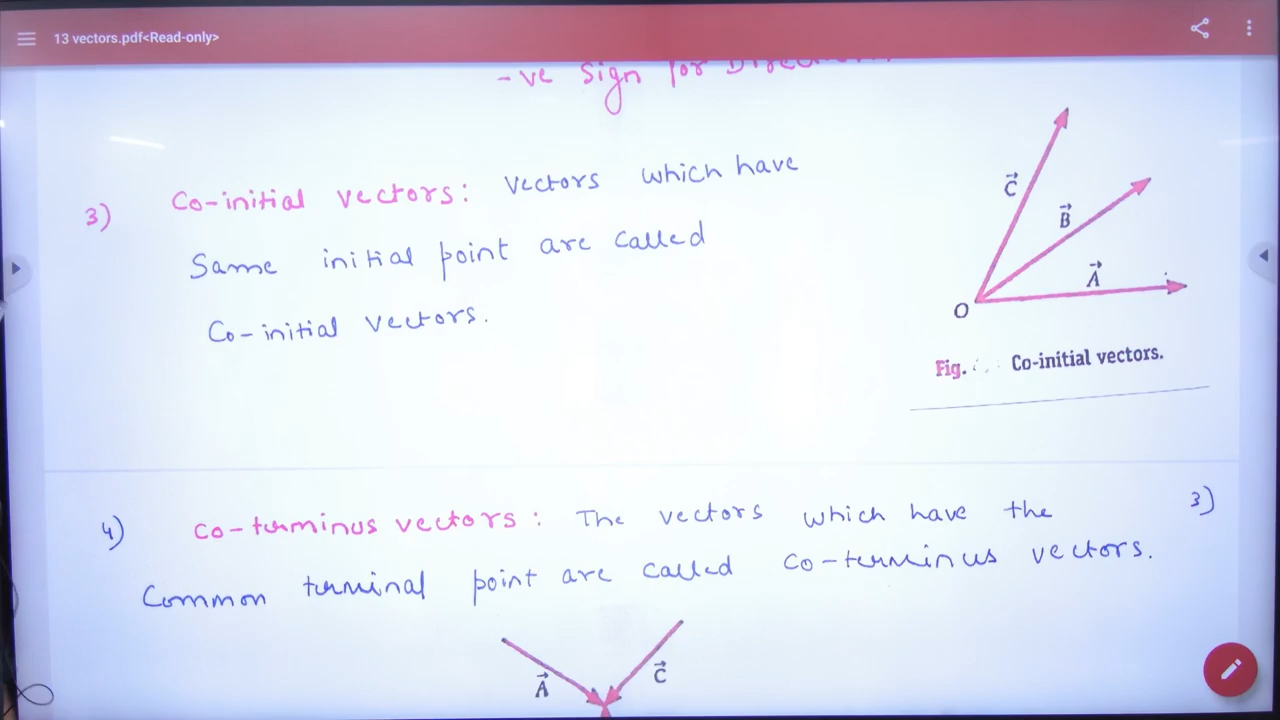 13 vectors.pdf<Read-only>
-ve Sign for
3) Co-initial vectors: Vectors which have
Same initial point are called
Co-initial vectors.
C
B
A
O
Fig. Co-initial vectors.
4) Co-terminus vectors: The vectors which have the 3)
Common terminal point are called Co-terminus vectors.
A
C